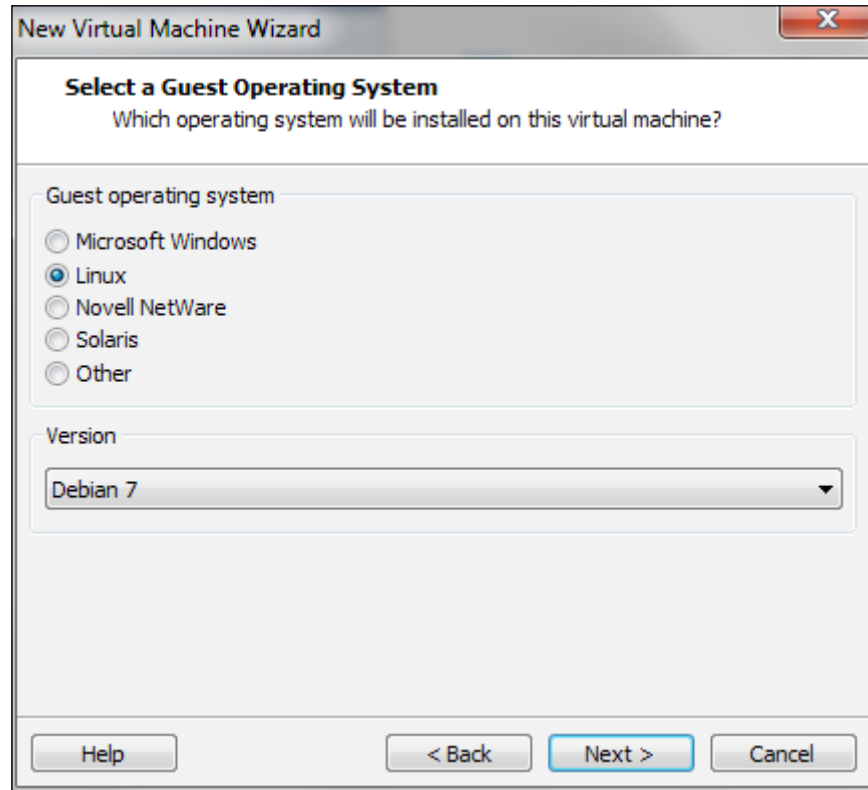 New Virtual Machine Wizard
Select a Guest Operating System
Which operating system will be installed on this virtual machine?
Guest operating system
Microsoft Windows
Linux
Novell NetWare
Solaris
Other
Version
Debian 7
Help
< Back
Next >
Cancel